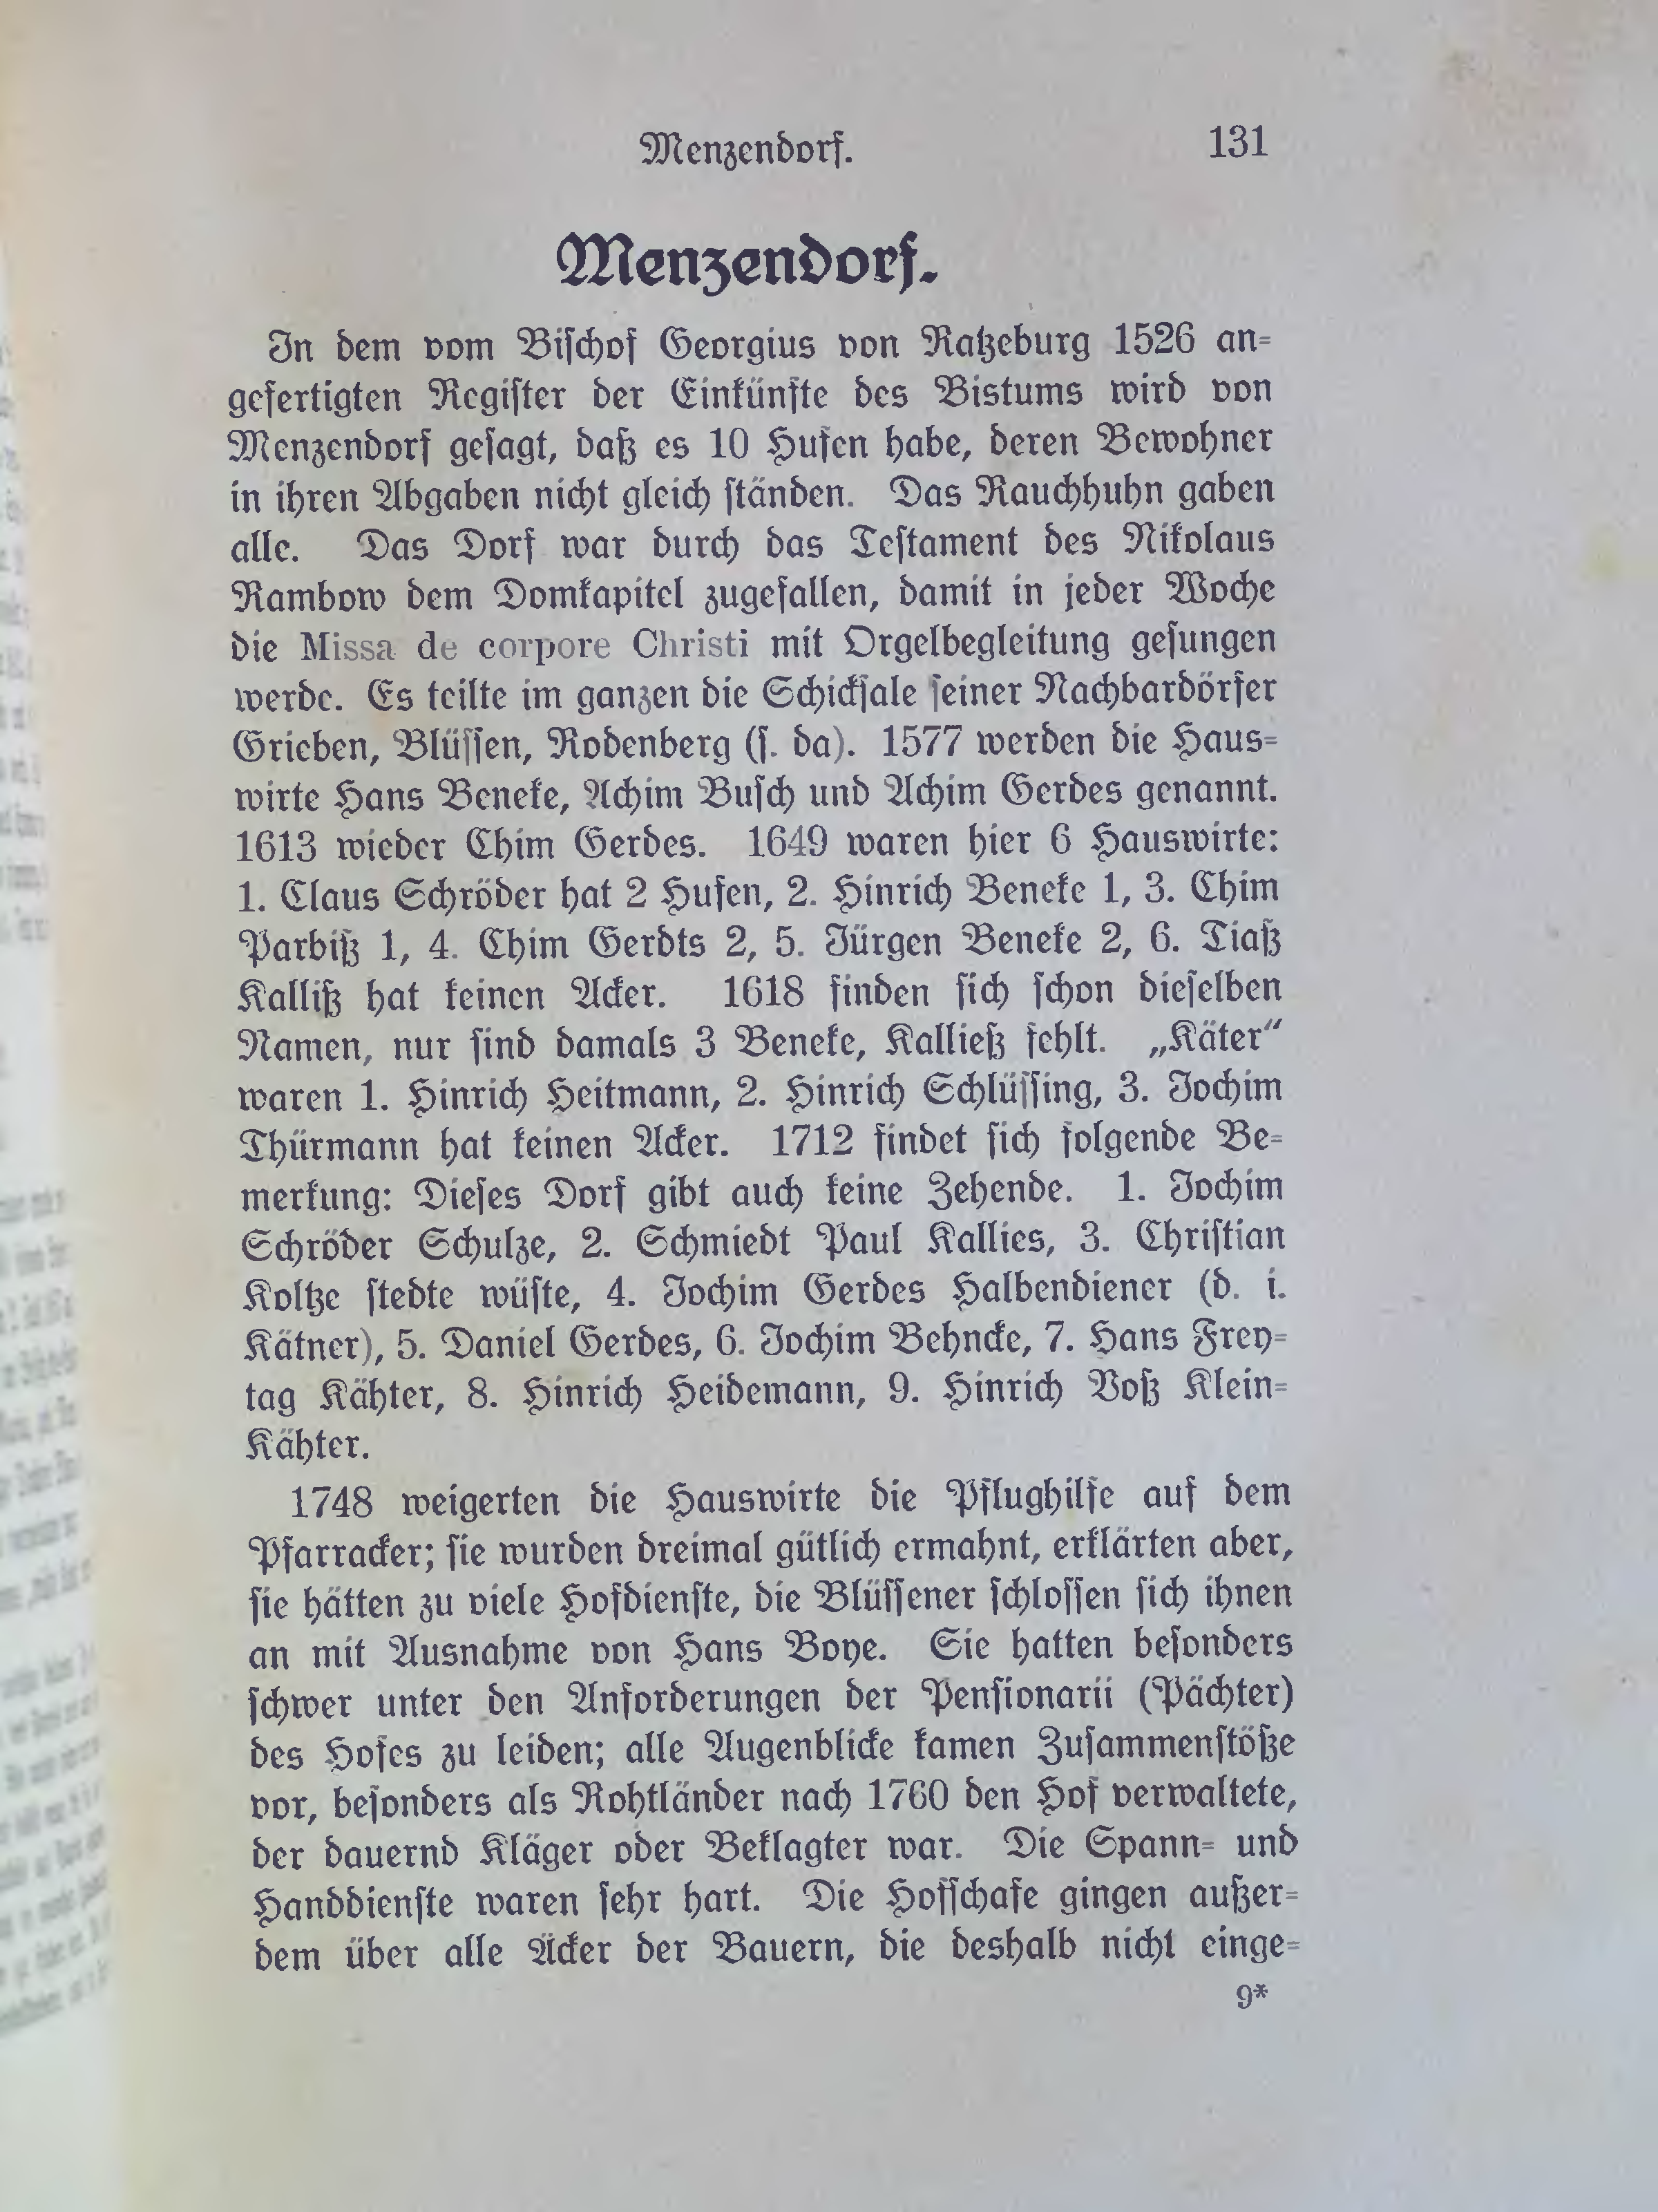 Menzendorf. 131
Menzendorf.
In dem vom Biſchof Georgius von Ratzeburg 1526 an=
gefertigten Regiſter der Einkünfte des Bistums wird von
Menzendorf geſagt, daß es 10 Hufen habe, deren Bewohner
in ihren Abgaben nicht gleich ſtänden. Das Rauchhuhn gaben
alle. Das Dorf war durch das Teſtament des Nikolaus
Rambow dem Domkapitel zugefallen, damit in jeder Woche
die Missa de corpore Christi mit Orgelbegleitung geſungen
werde. Es teilte im ganzen die Schickſale ſeiner Nachbardörfer
Grieben, Blüſſen, Rodenberg (ſ. da). 1577 werden die Haus=
wirte Hans Beneke, Achim Buſch und Achim Gerdes genannt.
1613 wieder Chim Gerdes. 1649 waren hier 6 Hauswirte:
1. Claus Schröder hat 2 Hufen, 2. Hinrich Beneke 1, 3. Chim
Parbiß 1, 4. Chim Gerdts 2, 5. Jürgen Beneke 2, 6. Tiaß
Kalliß hat keinen Acker. 1618 finden ſich ſchon dieſelben
Namen, nur ſind damals 3 Beneke, Kalließ fehlt. „Käter“
waren 1. Hinrich Heitmann, 2. Hinrich Schlüſſing, 3. Jochim
Thürmann hat keinen Acker. 1712 findet ſich folgende Be=
merkung: Dieſes Dorf gibt auch keine Zehende. 1. Jochim
Schröder Schulze, 2. Schmiedt Paul Kallies, 3. Chriſtian
Koltze ſtedte wüſte, 4. Jochim Gerdes Halbendiener (d. i.
Kätner), 5. Daniel Gerdes, 6. Jochim Behncke, 7. Hans Frey=
tag Kähter, 8. Hinrich Heidemann, 9. Hinrich Voß Klein=
Kähter.
1748 weigerten die Hauswirte die Pflughilfe auf dem
Pfarracker; ſie wurden dreimal gütlich ermahnt, erklärten aber,
ſie hätten zu viele Hofdienſte, die Blüſſener ſchloſſen ſich ihnen
an mit Ausnahme von Hans Boye. Sie hatten beſonders
ſchwer unter den Anforderungen der Penſionarii (Pächter)
des Hofes zu leiden; alle Augenblicke kamen Zuſammenſtöße
vor, beſonders als Rohtländer nach 1760 den Hof verwaltete,
der dauernd Kläger oder Beklagter war. Die Spann= und
Handdienſte waren ſehr hart. Die Hofſchafe gingen außer=
dem über alle Äcker der Bauern, die deshalb nicht einge=
9*